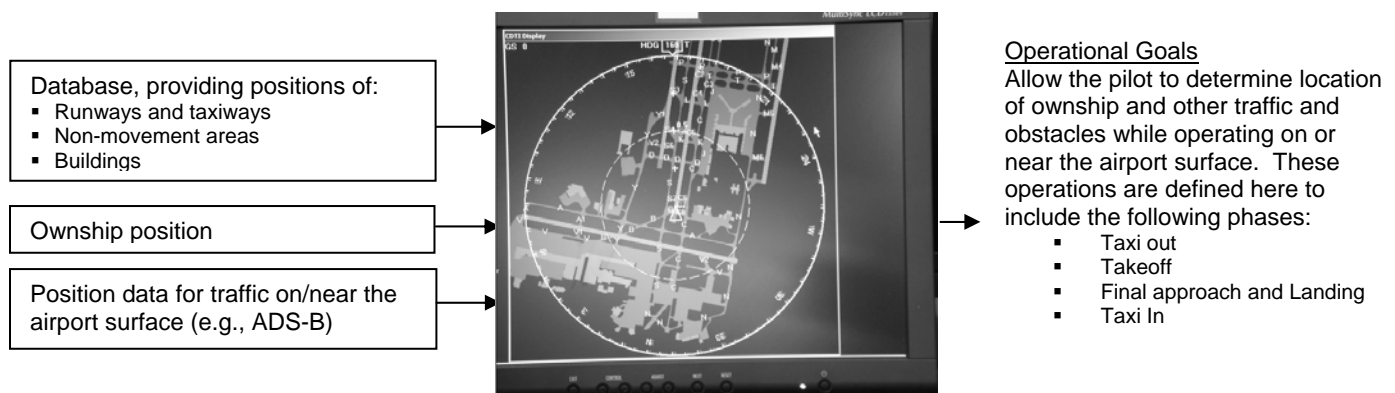 Database, providing positions of:
▪ Runways and taxiways
▪ Non-movement areas
▪ Buildings
Ownship position
Position data for traffic on/near the
airport surface (e.g., ADS-B)
CDTI Display
GS 0
HDG 168 T
Operational Goals
Allow the pilot to determine location
of ownship and other traffic and
obstacles while operating on or
near the airport surface. These
operations are defined here to
include the following phases:
▪ Taxi out
▪ Takeoff
▪ Final approach and Landing
▪ Taxi In